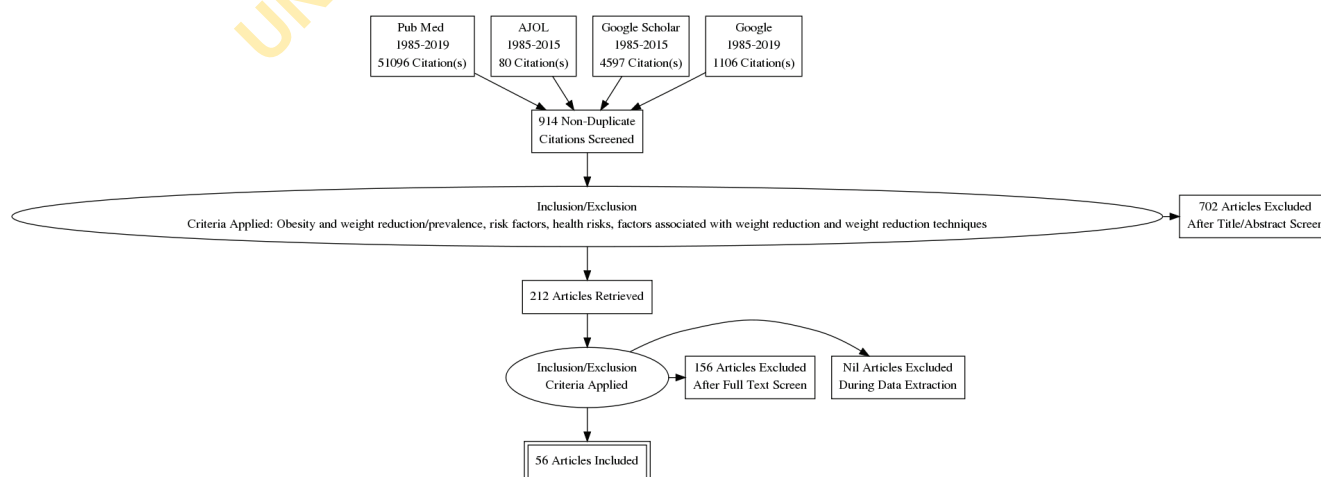 UN
Pub Med
1985-2019
51096 Citation(s)
AJOL
1985-2015
80 Citation(s)
Google Scholar
1985-2015
4597 Citation(s)
Google
1985-2019
1106 Citation(s)
914 Non-Duplicate
Citations Screened
Inclusion/Exclusion
Criteria Applied: Obesity and weight reduction/prevalence, risk factors, health risks, factors associated with weight reduction and weight reduction techniques
702 Articles Excluded
After Title/Abstract Screen
212 Articles Retrieved
Inclusion/Exclusion
Criteria Applied
156 Articles Excluded
After Full Text Screen
Nil Articles Excluded
During Data Extraction
56 Articles Included